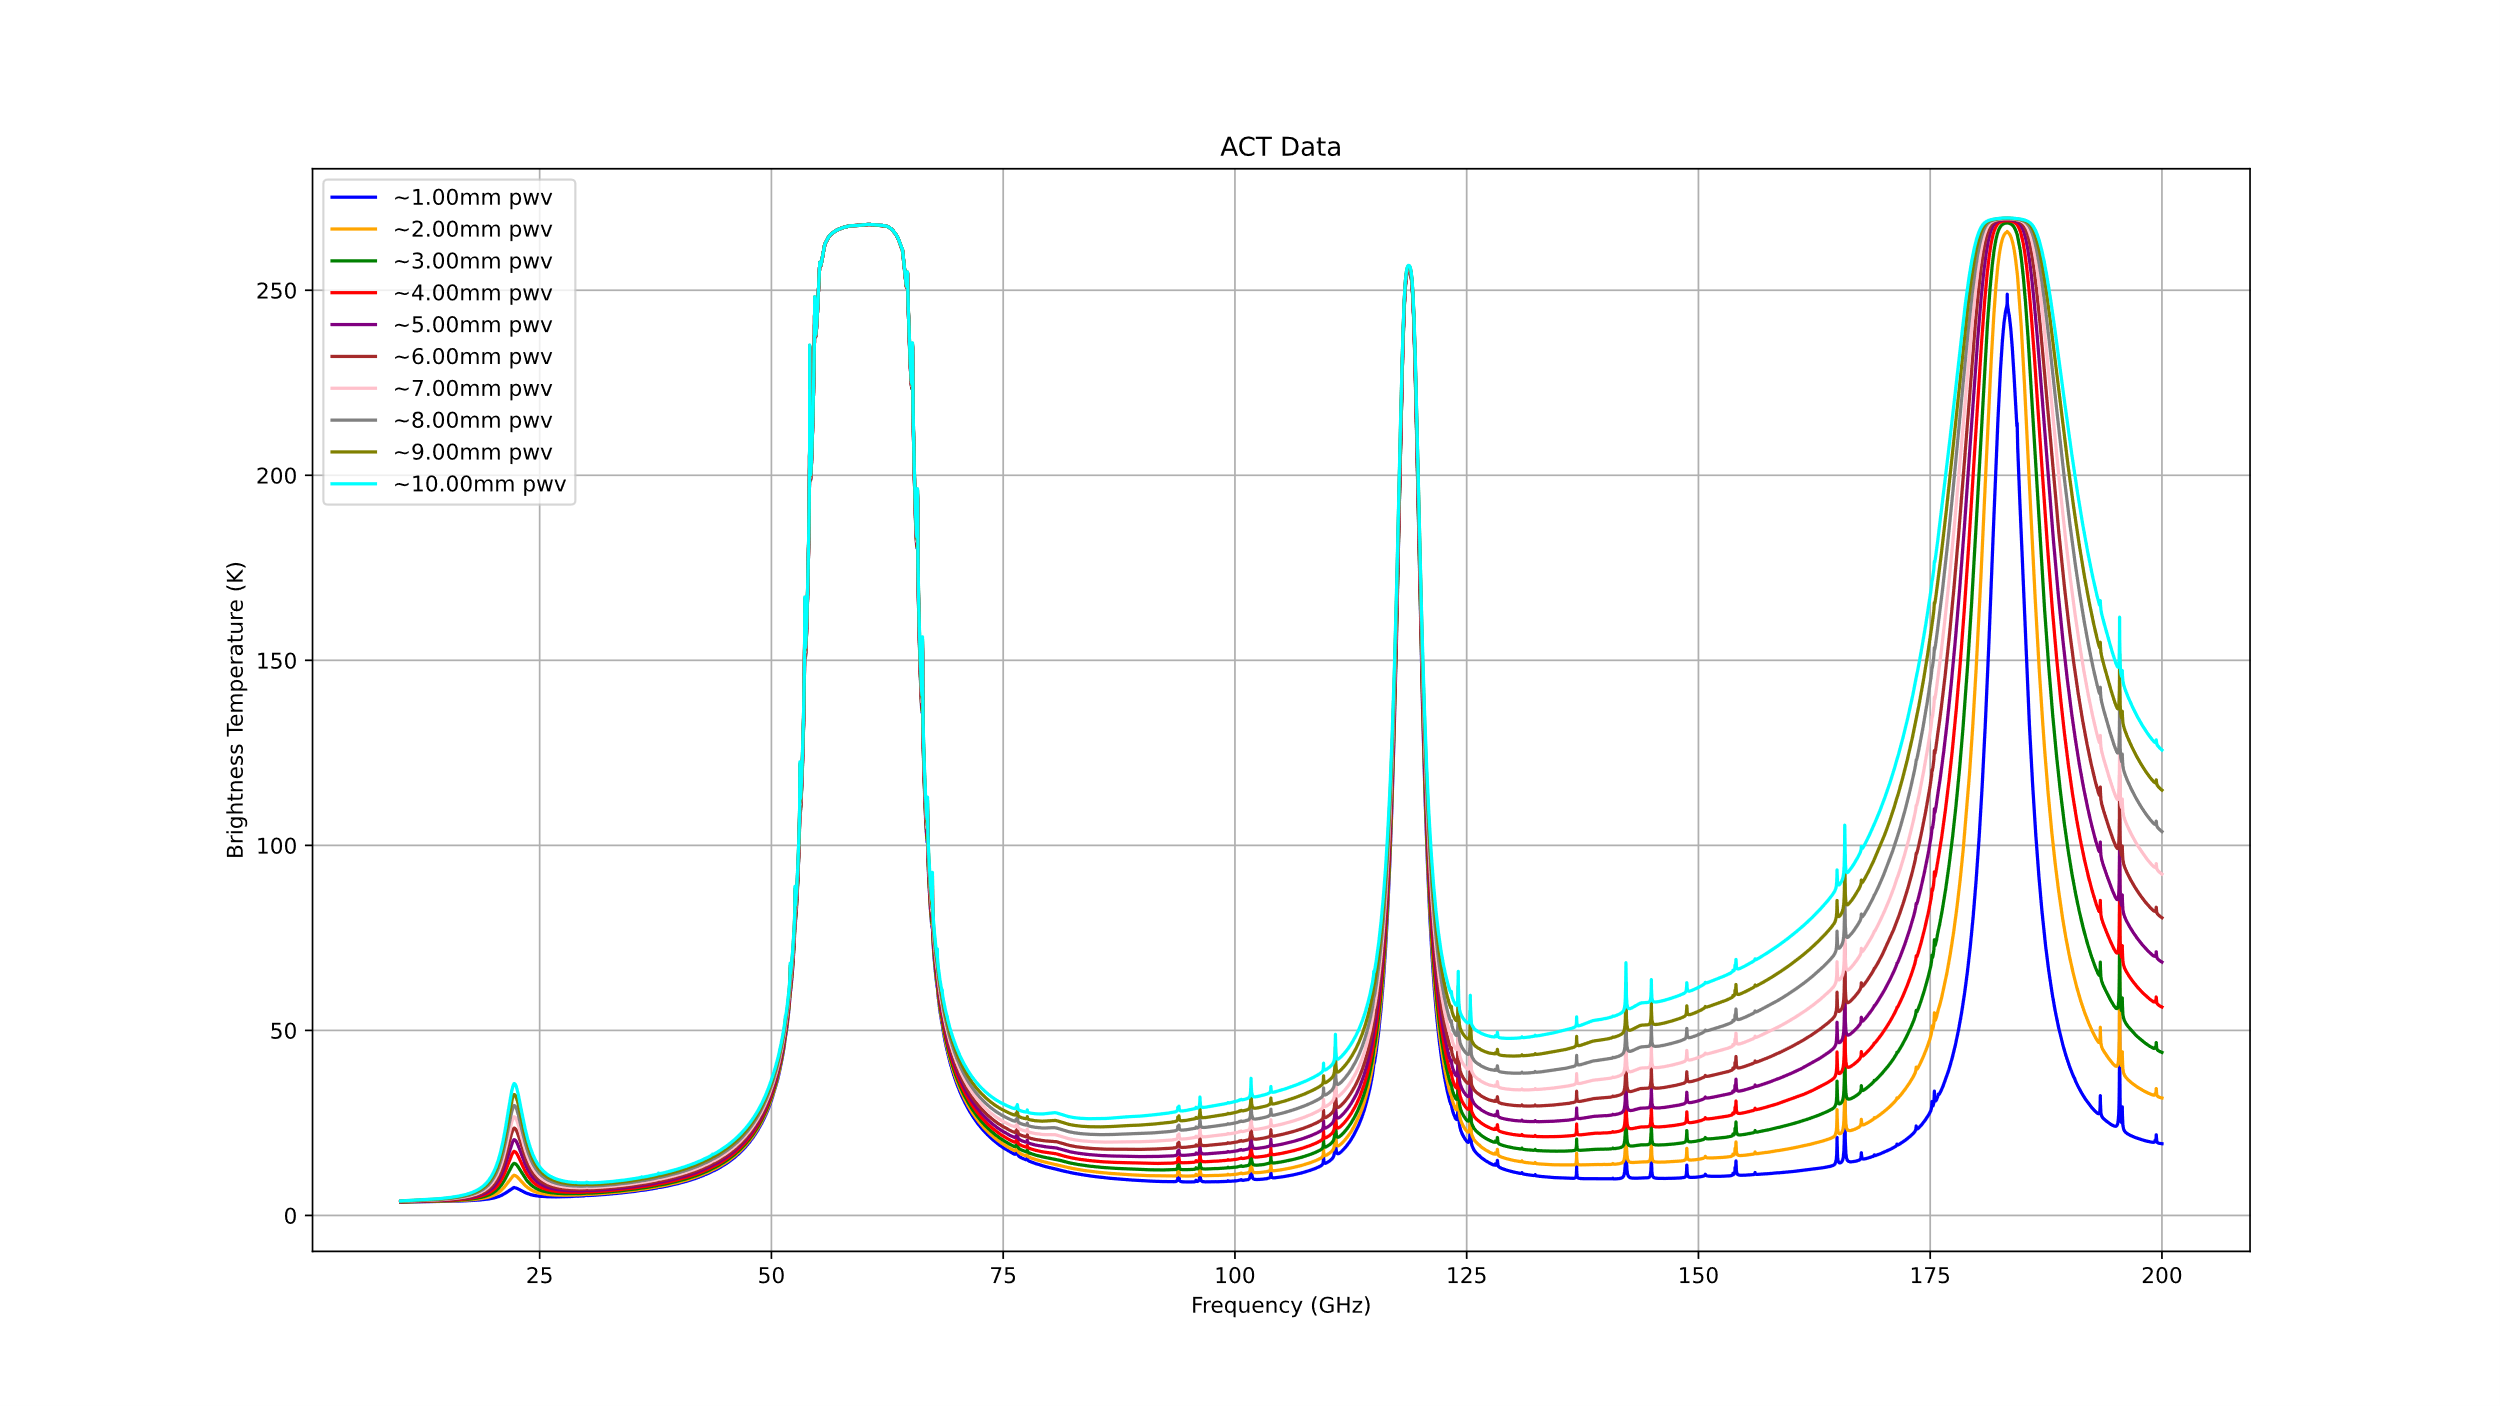 ACT Data
~1.00mm pwv
~2.00mm pwv
~3.00mm pwv
~4.00mm pwv
~5.00mm pwv
~6.00mm pwv
~7.00mm pwv
~8.00mm pwv
~9.00mm pwv
~10.00mm pwv
Brightness Temperature (K)
250
200
150
100
50
0
25 50 75 100 125 150 175 200
Frequency (GHz)